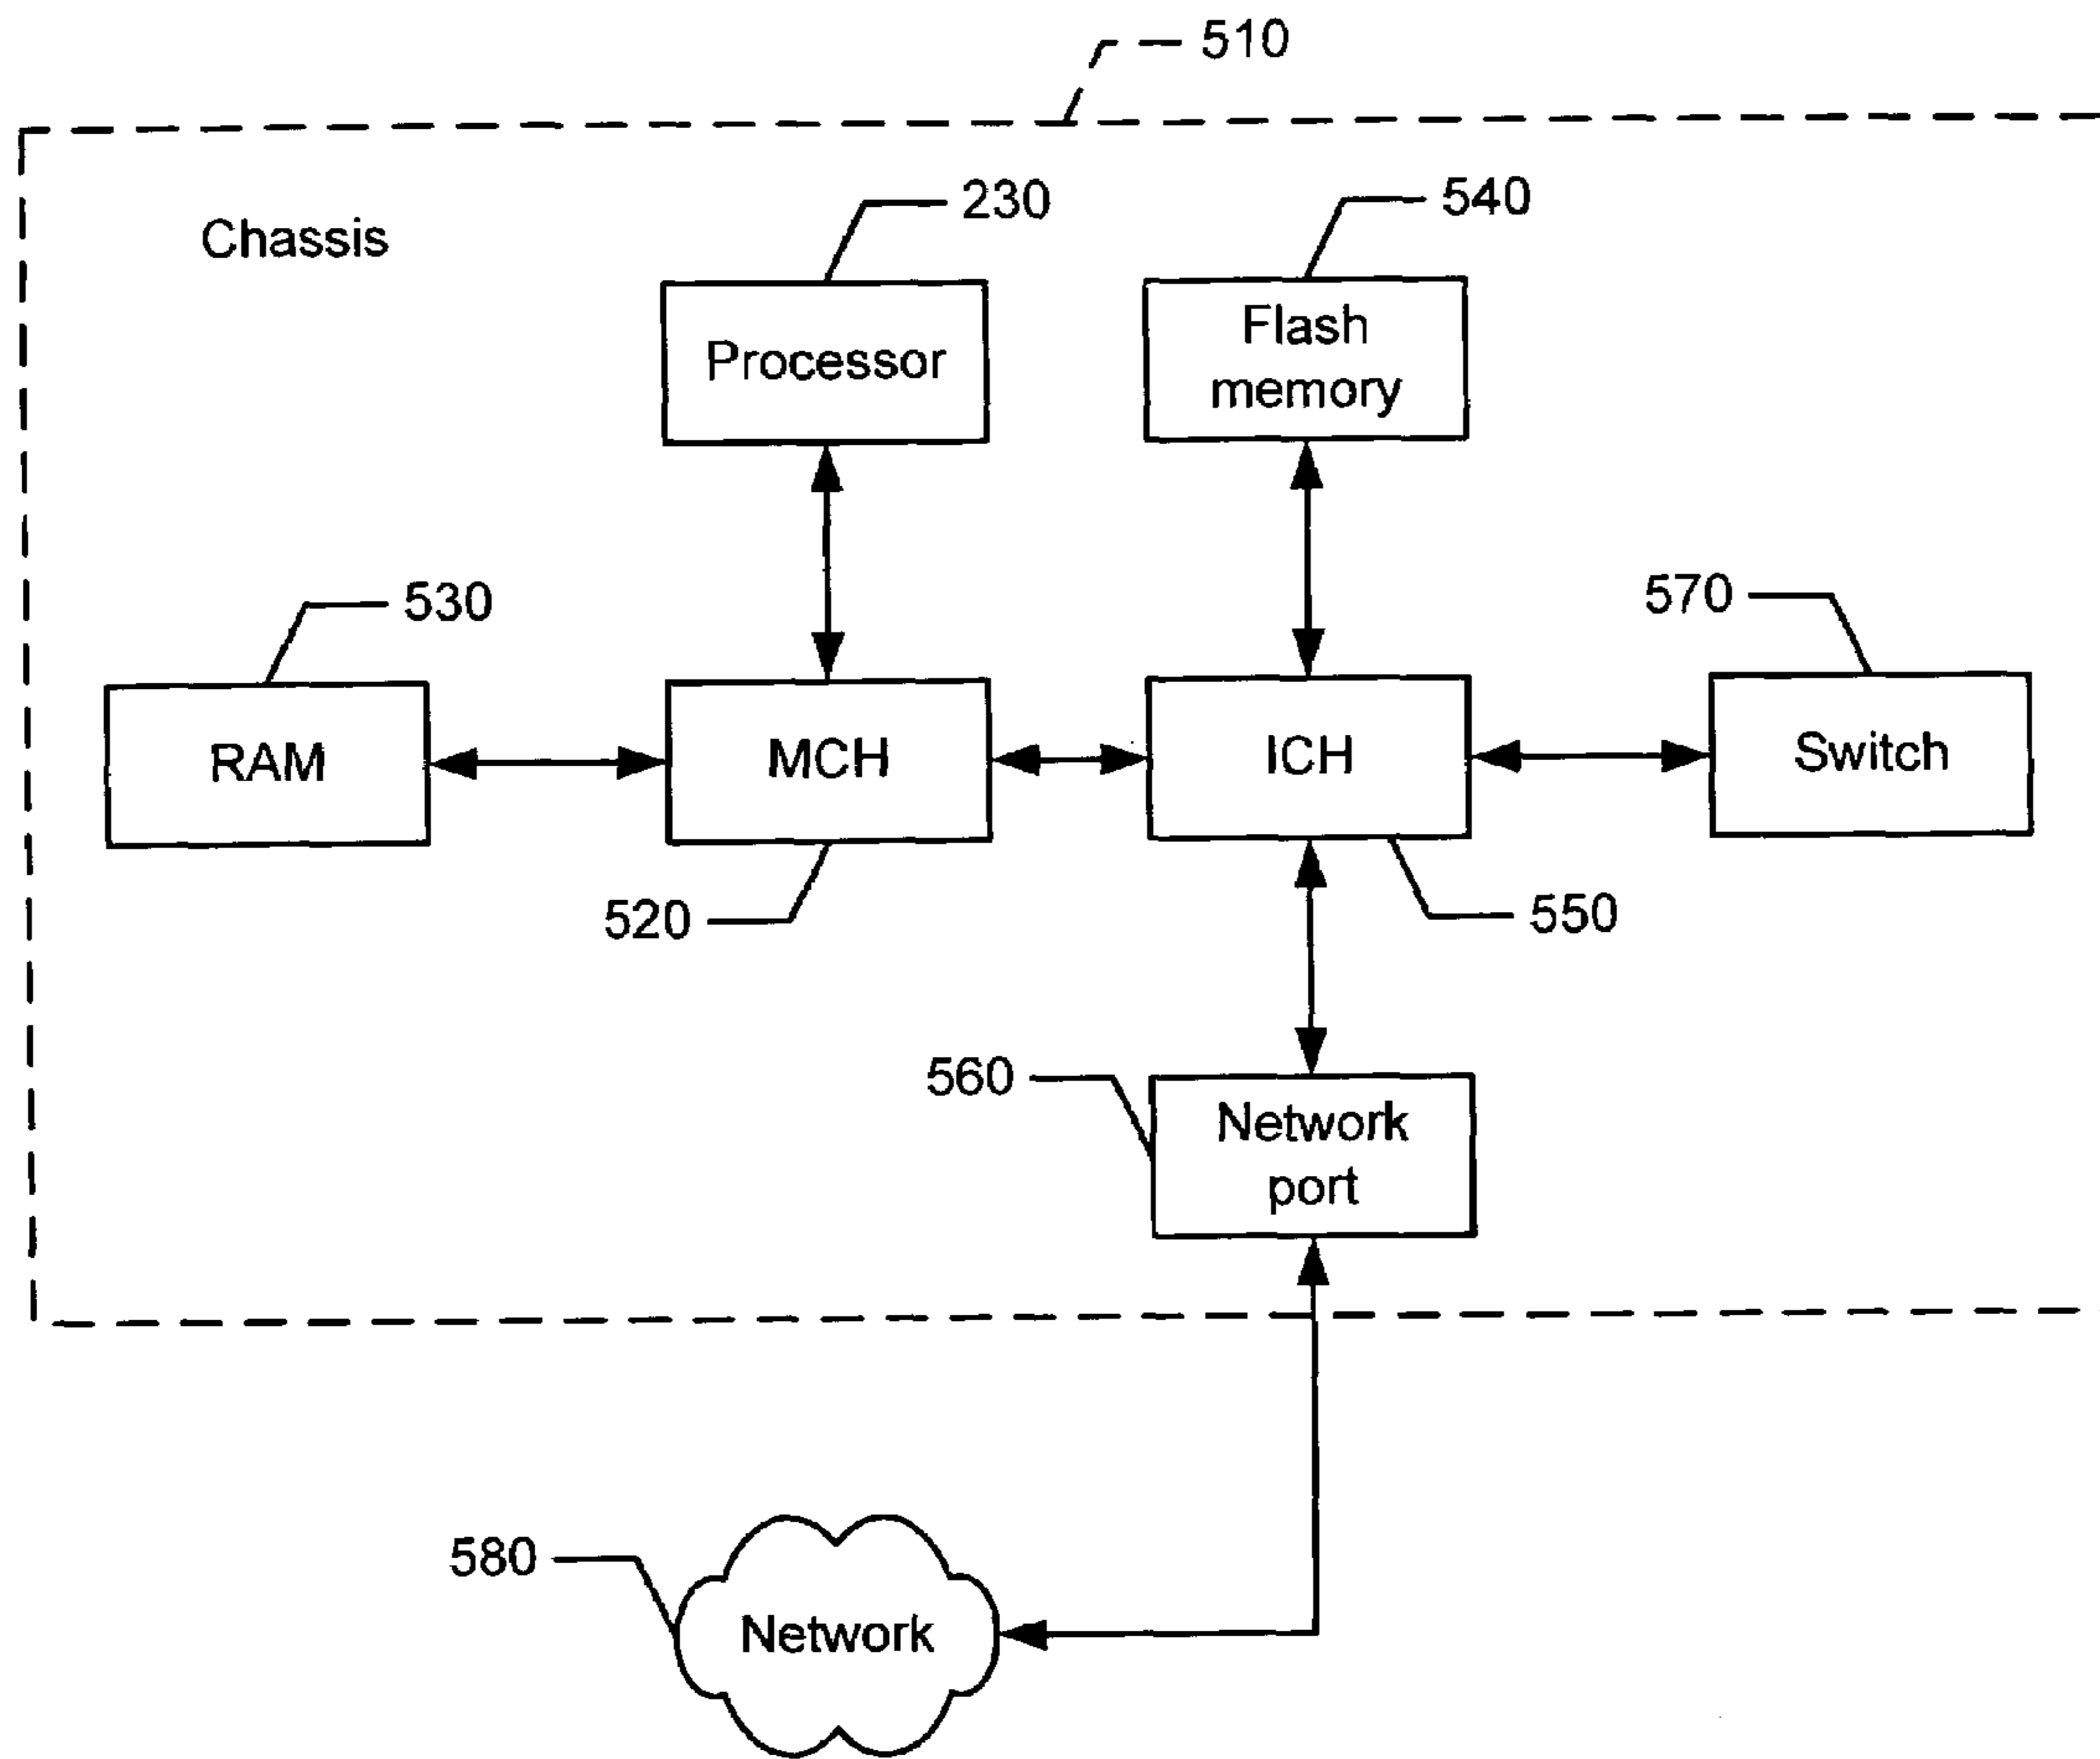 510
Chassis
230
540
Processor
Flash
memory
530
570
RAM
MCH
ICH
Switch
520
550
560
Network
port
580
Network